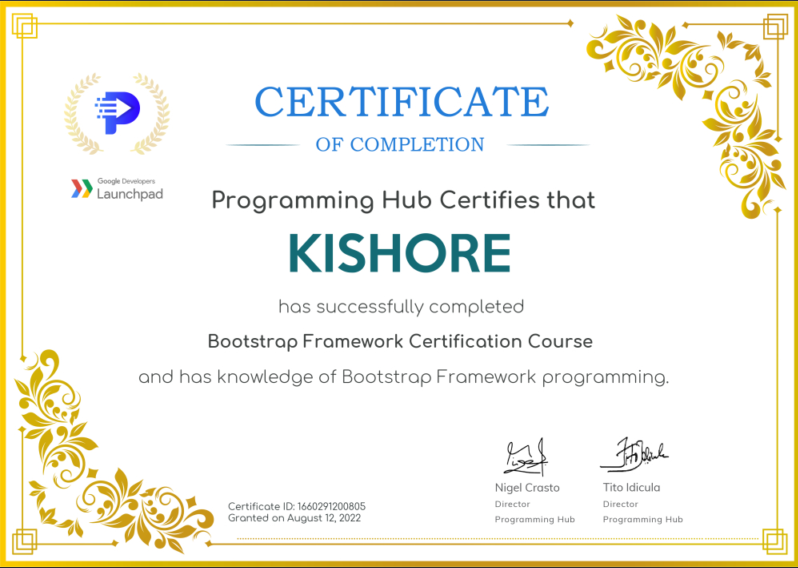 CERTIFICATE
OF COMPLETION
Google Developers
Launchpad
Programming Hub Certifies that
KISHORE
has successfully completed
Bootstrap Framework Certification Course
and has knowledge of Bootstrap Framework programming.
Nigel Crasto
Director
Programming Hub
Tito Idicula
Director
Programming Hub
Certificate ID: 1660291200805
Granted on August 12, 2022